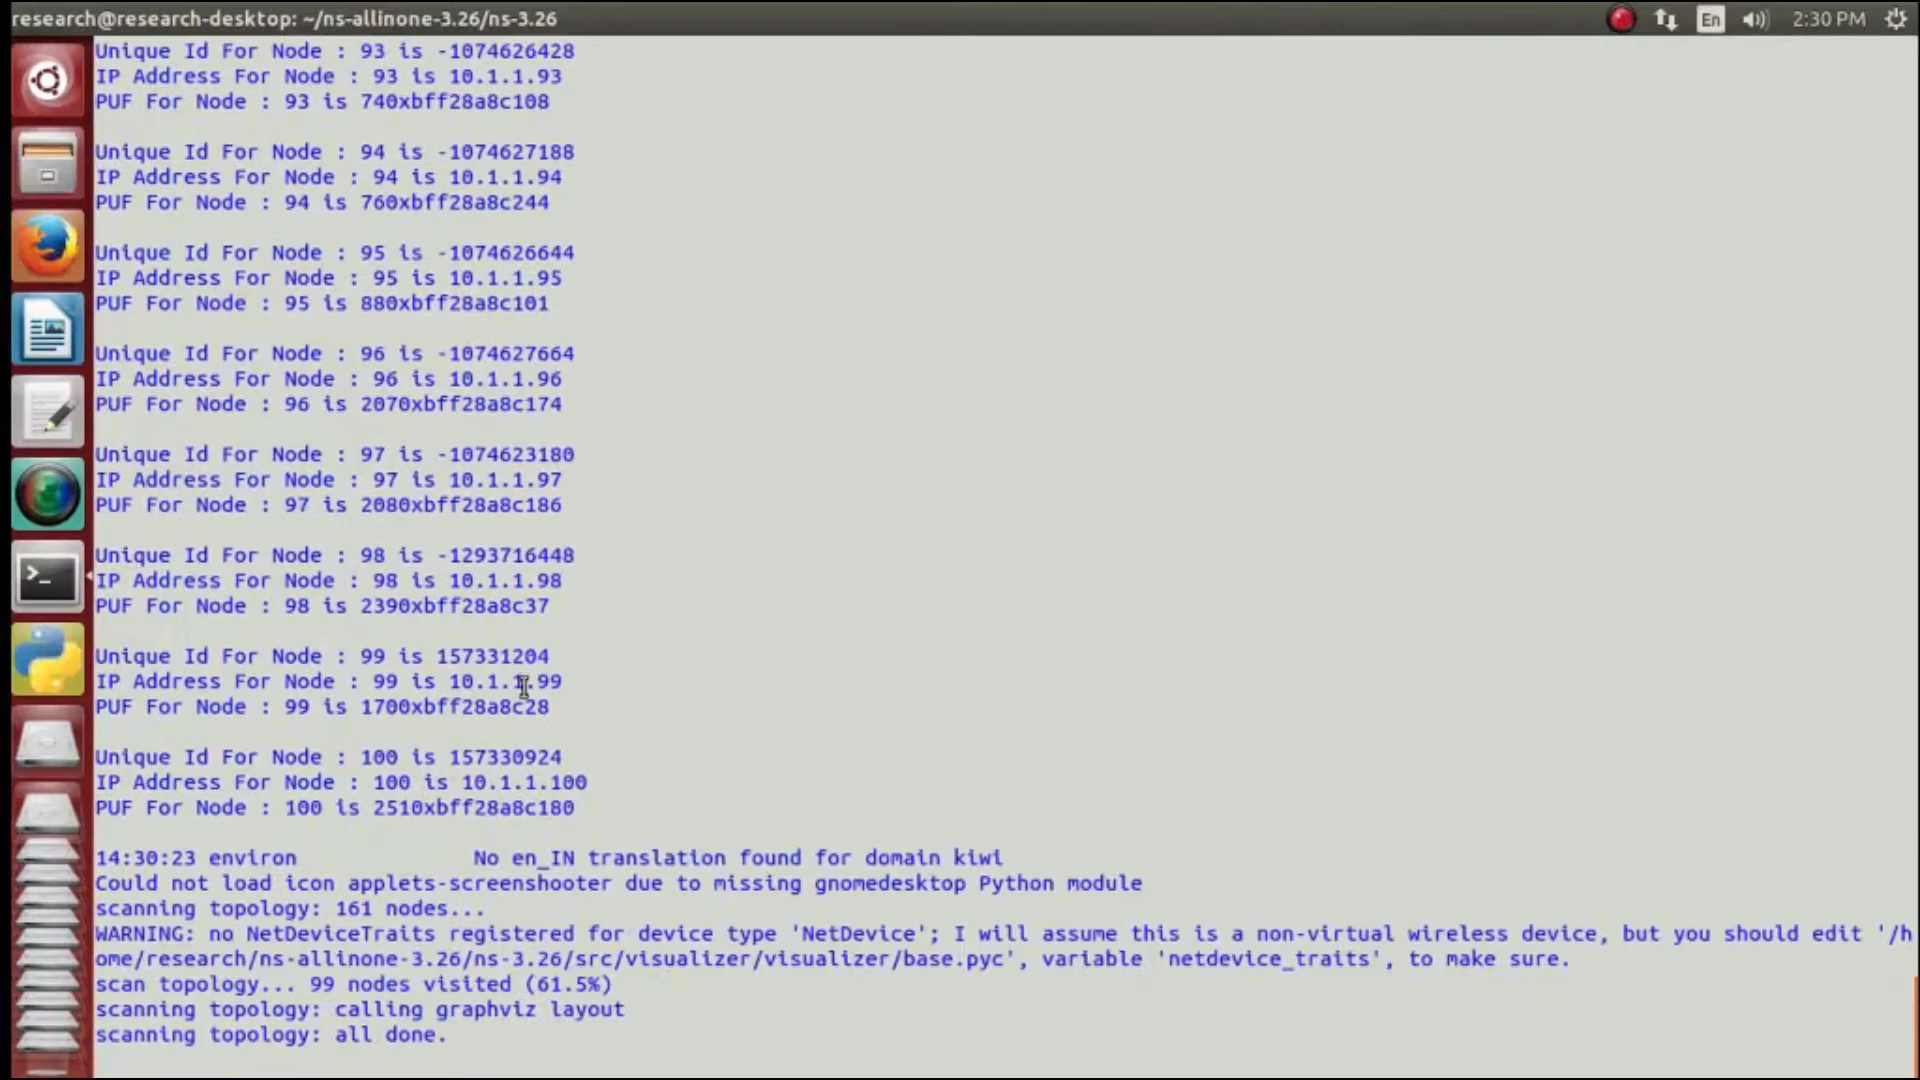 research@research-desktop: ~/ns-allinone-3.26/ns-3.26
En
2:30 PM
Unique Id For Node : 93 is -1074626428
IP Address For Node : 93 is 10.1.1.93
PUF For Node : 93 is 740xbff28a8c108
Unique Id For Node : 94 is -1074627188
IP Address For Node : 94 is 10.1.1.94
PUF For Node : 94 is 760xbff28a8c244
Unique Id For Node : 95 is -1074626644
IP Address For Node : 95 is 10.1.1.95
PUF For Node : 95 is 880xbff28a8c101
Unique Id For Node : 96 is -1074627664
IP Address For Node : 96 is 10.1.1.96
PUF For Node : 96 is 2070xbff28a8c174
Unique Id For Node : 97 is -1074623180
IP Address For Node : 97 is 10.1.1.97
PUF For Node : 97 is 2080xbff28a8c186
Unique Id For Node : 98 is -1293716448
IP Address For Node : 98 is 10.1.1.98
PUF For Node : 98 is 2390xbff28a8c37
Unique Id For Node : 99 is 157331204
IP Address For Node : 99 is 10.1.1.99
PUF For Node : 99 is 1700xbff28a8c28
Unique Id For Node : 100 is 157330924
IP Address For Node : 100 is 10.1.1.100
PUF For Node : 100 is 2510xbff28a8c180
14:30:23 environ              No en_IN translation found for domain kiwi
Could not load icon applets-screenshooter due to missing gnomedesktop Python module
scanning topology: 161 nodes...
WARNING: no NetDeviceTraits registered for device type 'NetDevice'; I will assume this is a non-virtual wireless device, but you should edit '/h
ome/research/ns-allinone-3.26/ns-3.26/src/visualizer/visualizer/base.pyc', variable 'netdevice_traits', to make sure.
scan topology... 99 nodes visited (61.5%)
scanning topology: calling graphviz layout
scanning topology: all done.